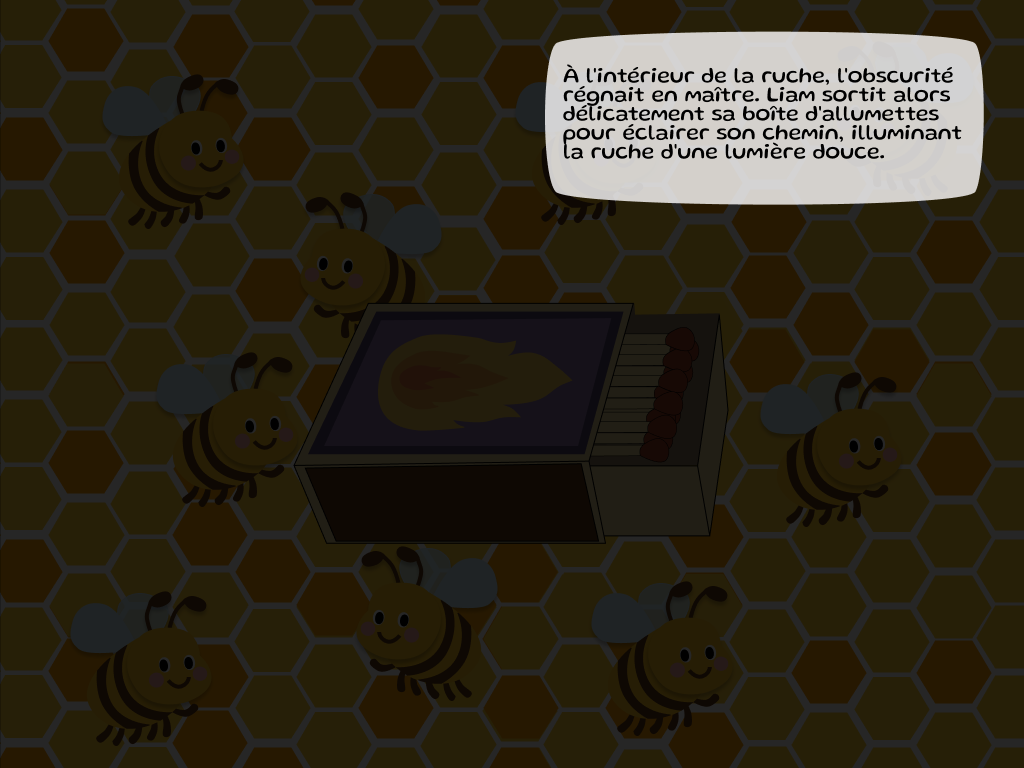 À l'intérieur de la ruche, l'obscurité
régnait en maître. Liam sortit alors
délicatement sa boîte d'allumettes
pour éclairer son chemin, illuminant
la ruche d'une lumière douce.